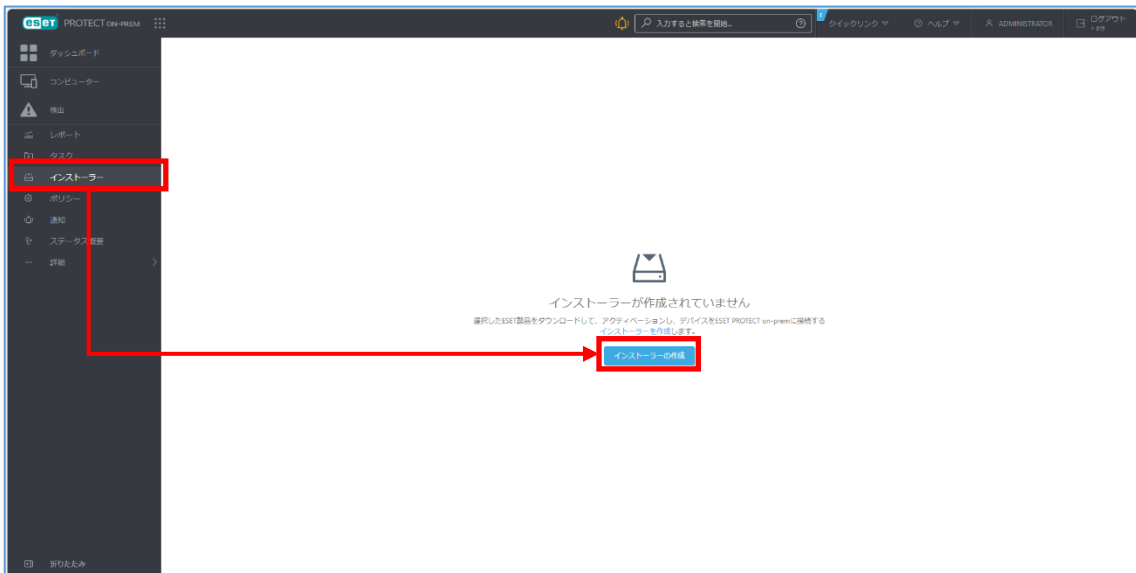 eset PROTECT ON-PREM
入力すると検索を開始...
クイックリンク
ヘルプ
ADMINISTRATOR
ログアウト
> 9分
ダッシュボード
コンピューター
検出
レポート
タスク
インストーラー
ポリシー
通知
ステータス概要
詳細
インストーラーが作成されていません
選択したESET製品をダウンロードして、アクティベーションし、デバイスをESET PROTECT on-premに接続する
インストーラーを作成します。
インストーラーの作成
折りたたみ